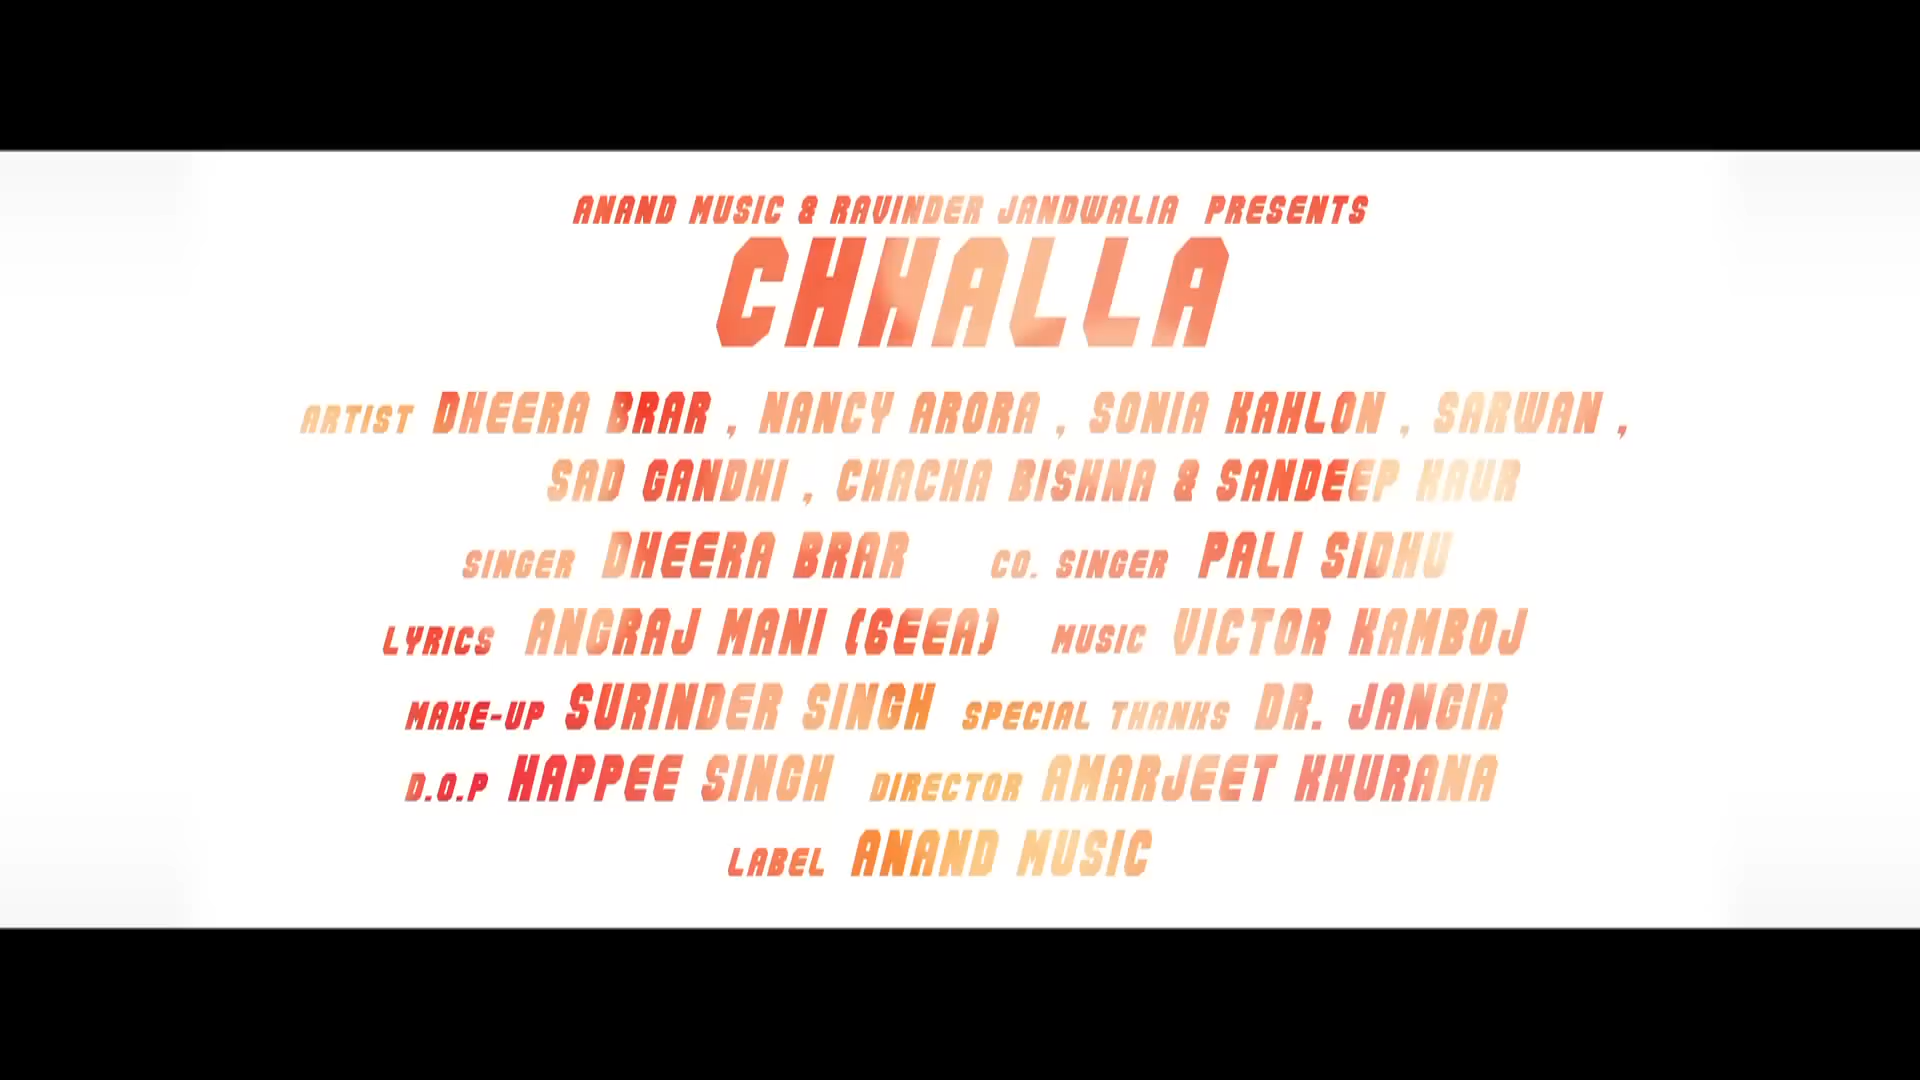 ANAND MUSIC & RAVINDER JANDWALIA PRESENTS
CHHALLA
ARTIST DHEERA BRAR , NANCY ARORA , SONIA KAHLON , SARWAN ,
SAD GANDHI , CHACHA BISHNA & SANDEEP KAUR
SINGER DHEERA BRAR CO. SINGER PALI SIDHU
LYRICS ANGRAJ MANI (GEEA) MUSIC VICTOR KAMBOJ
MAKE-UP SURINDER SINGH SPECIAL THANKS DR. JANGIR
D.O.P HAPPEE SINGH DIRECTOR AMARJEET KHURANA
LABEL ANAND MUSIC